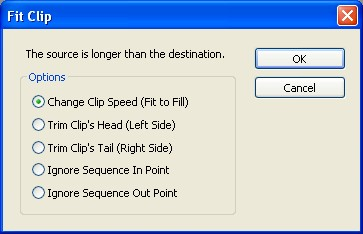 Fit Clip
The source is longer than the destination.
OK
Cancel
Options
Change Clip Speed (Fit to Fill)
Trim Clip's Head (Left Side)
Trim Clip's Tail (Right Side)
Ignore Sequence In Point
Ignore Sequence Out Point